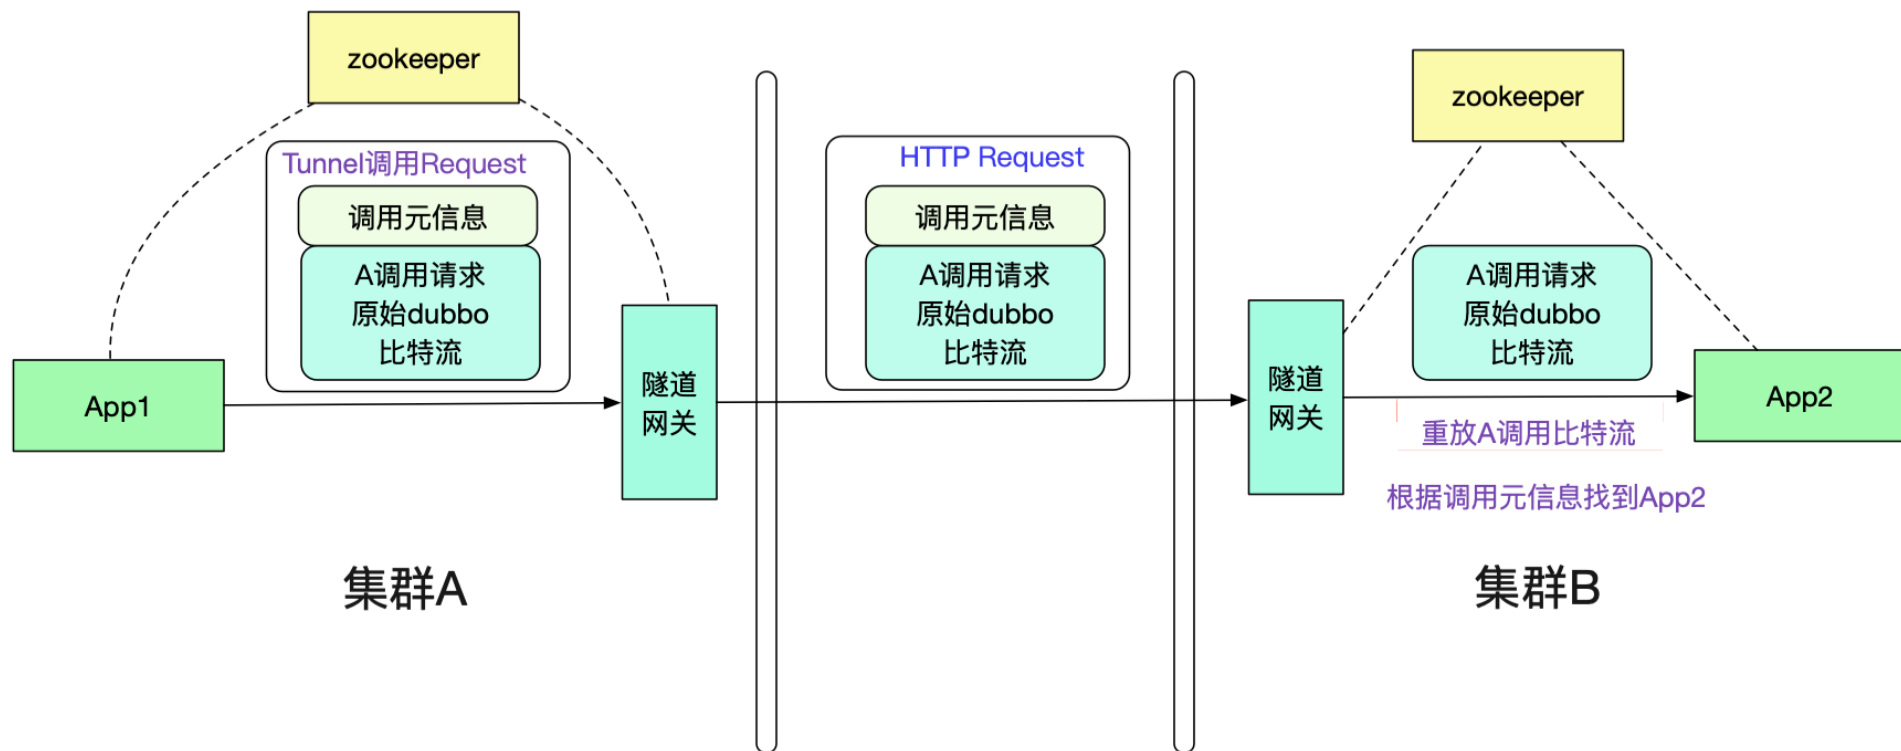 zookeeper
Tunnel调用Request
调用元信息
A调用请求
原始dubbo
比特流
App1
隧道
网关
集群A
HTTP Request
调用元信息
A调用请求
原始dubbo
比特流
zookeeper
隧道
网关
A调用请求
原始dubbo
比特流
重放A调用比特流
根据调用元信息找到App2
App2
集群B